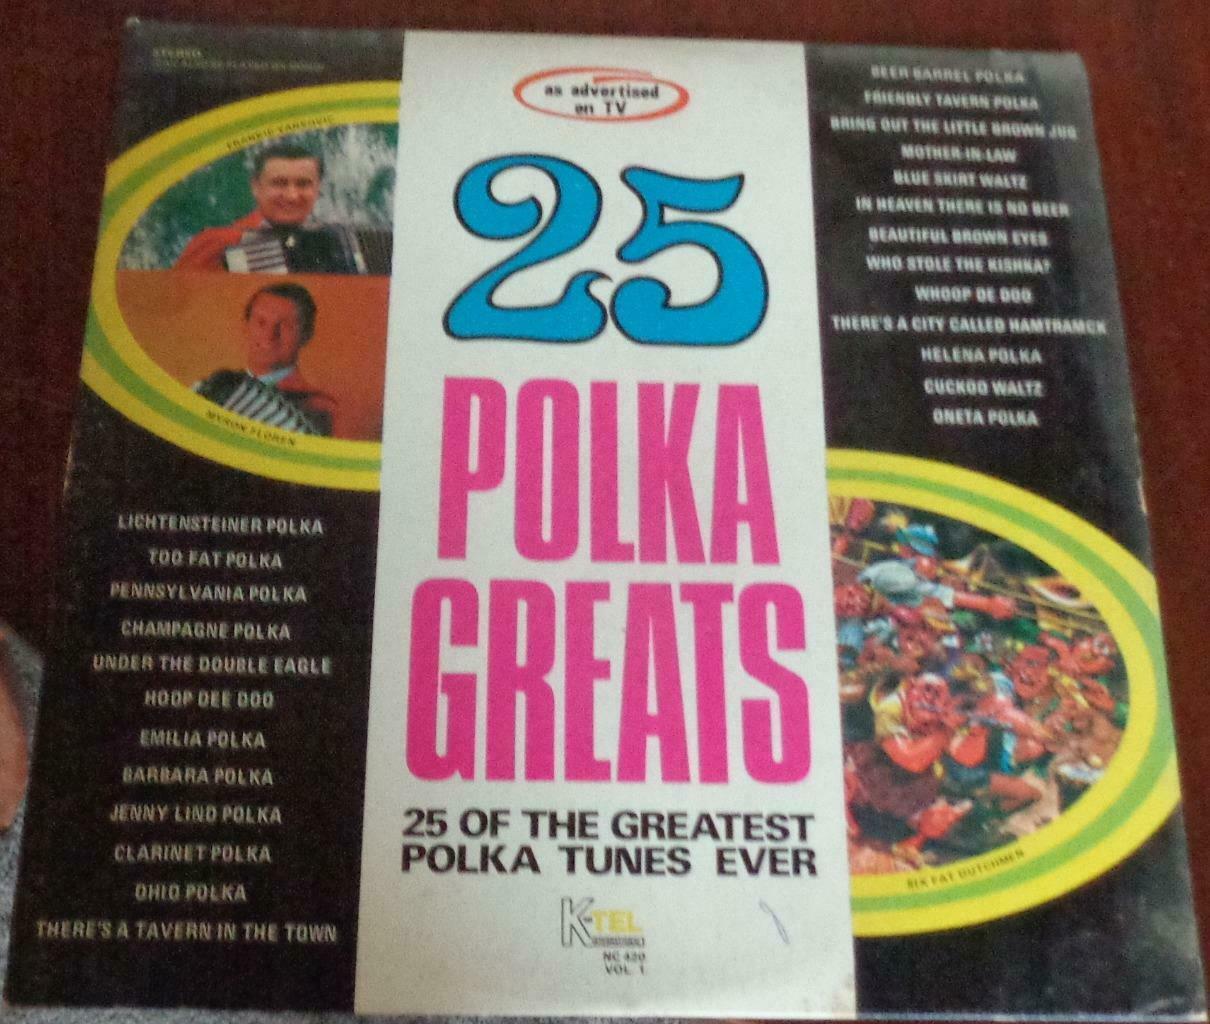 STEREO
as advertised
on TV
25
POLKA
GREATS
25 OF THE GREATEST
POLKA TUNES EVER
K-TEL
INTERNATIONAL
NC 420
VOL. 1
FRANKIE YANKOVIC
MYRON FLOREN
LICHTENSTEINER POLKA
TOO FAT POLKA
PENNSYLVANIA POLKA
CHAMPAGNE POLKA
UNDER THE DOUBLE EAGLE
HOOP DEE DOO
EMILIA POLKA
BARBARA POLKA
JENNY LIND POLKA
CLARINET POLKA
OHIO POLKA
THERE'S A TAVERN IN THE TOWN
BEER BARREL POLKA
FRIENDLY TAVERN POLKA
BRING OUT THE LITTLE BROWN JUG
MOTHER-IN-LAW
BLUE SKIRT WALTZ
IN HEAVEN THERE IS NO BEER
BEAUTIFUL BROWN EYES
WHO STOLE THE KISHKA?
WHOOP DE DOO
THERE'S A CITY CALLED HAMTRAMCK
HELENA POLKA
CUCKOO WALTZ
ONETA POLKA
SIX FAT DUTCHMEN